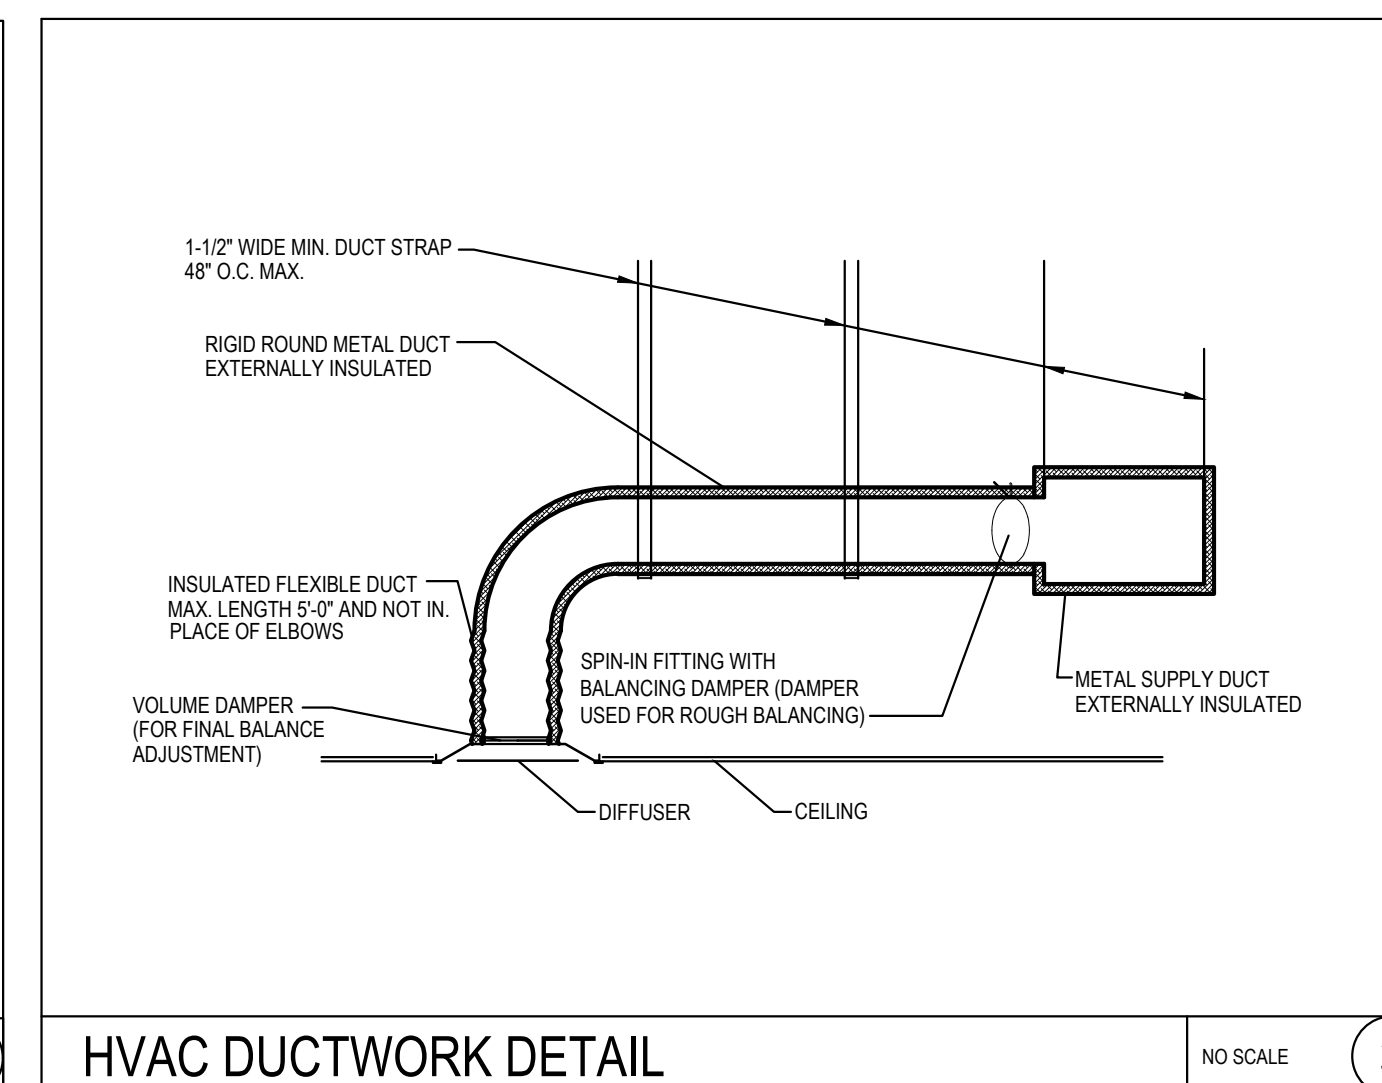 1-1/2" WIDE MIN. DUCT STRAP
48" O.C. MAX.
RIGID ROUND METAL DUCT
EXTERNALLY INSULATED
INSULATED FLEXIBLE DUCT
MAX. LENGTH 5'-0" AND NOT IN.
PLACE OF ELBOWS
SPIN-IN FITTING WITH
BALANCING DAMPER (DAMPER
USED FOR ROUGH BALANCING)
METAL SUPPLY DUCT
EXTERNALLY INSULATED
VOLUME DAMPER
(FOR FINAL BALANCE
ADJUSTMENT)
DIFFUSER
CEILING
HVAC DUCTWORK DETAIL
NO SCALE